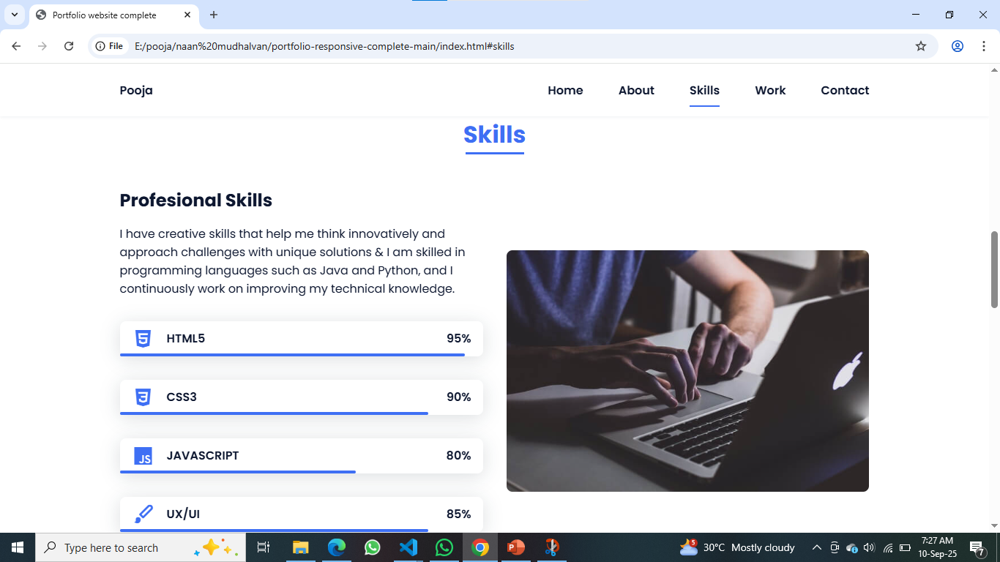 Portfolio website complete
File
E:/pooja/naan%20mudhalvan/portfolio-responsive-complete-main/index.html#skills
Pooja
Home
About
Skills
Work
Contact
Skills
Profesional Skills
I have creative skills that help me think innovatively and
approach challenges with unique solutions & I am skilled in
programming languages such as Java and Python, and I
continuously work on improving my technical knowledge.
HTML5 95%
CSS3 90%
JS
JAVASCRIPT 80%
UX/UI 85%
Type here to search
5
30°C Mostly cloudy
7:27 AM
10-Sep-25
7